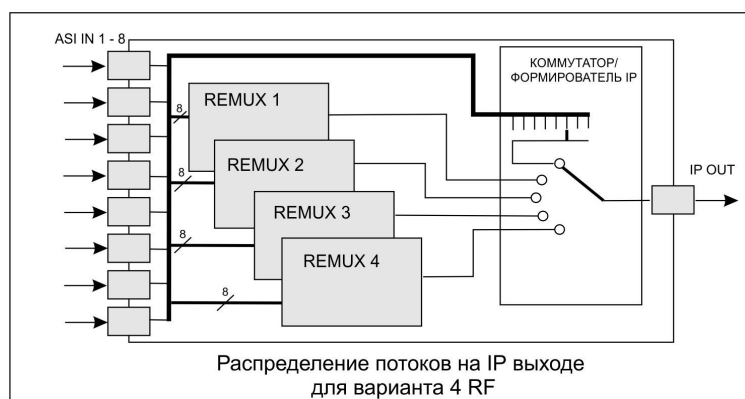 ASI IN 1 - 8
КОММУТАТОР/
ФОРМИРОВАТЕЛЬ IP
8
REMUX 1
8
REMUX 2
IP OUT
8
REMUX 3
8
REMUX 4
Распределение потоков на IP выходе
для варианта 4 RF